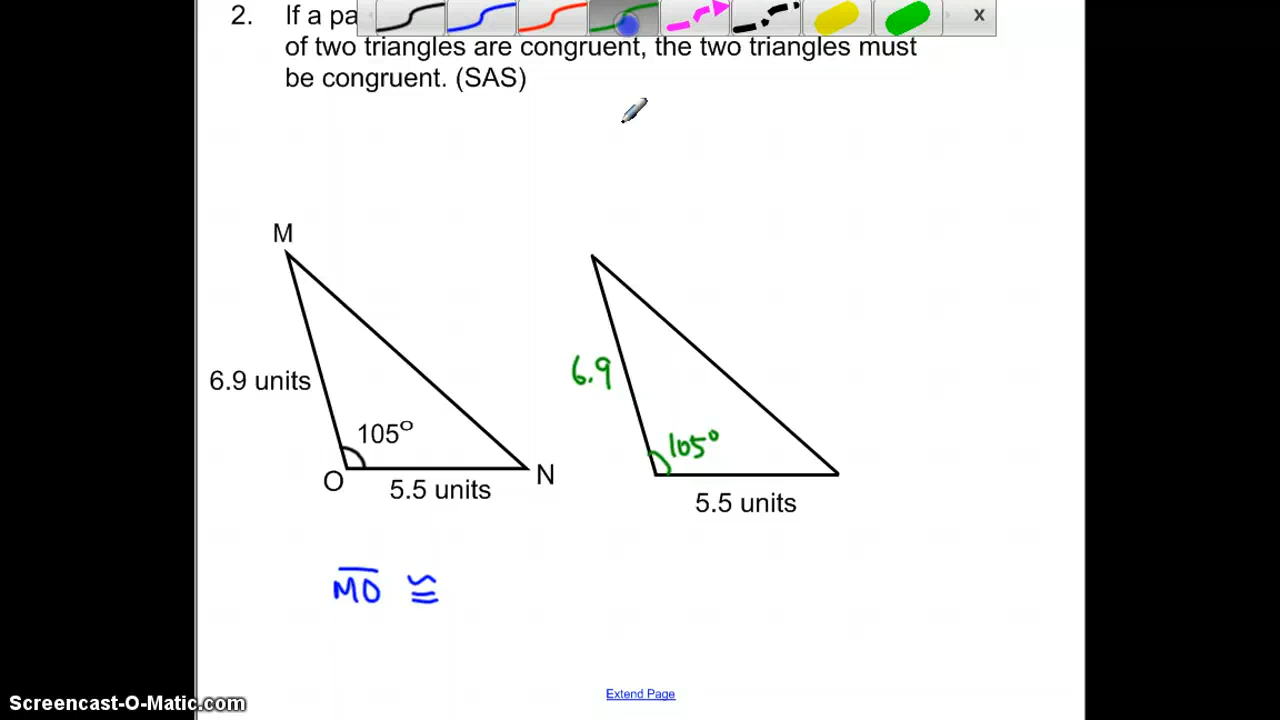 2. If a pa
x
of two triangles are congruent, the two triangles must
be congruent. (SAS)
M
6.9 units
6.9
105°
105°
O
N
5.5 units
5.5 units
MO ≅
Extend Page
Screencast-O-Matic.com